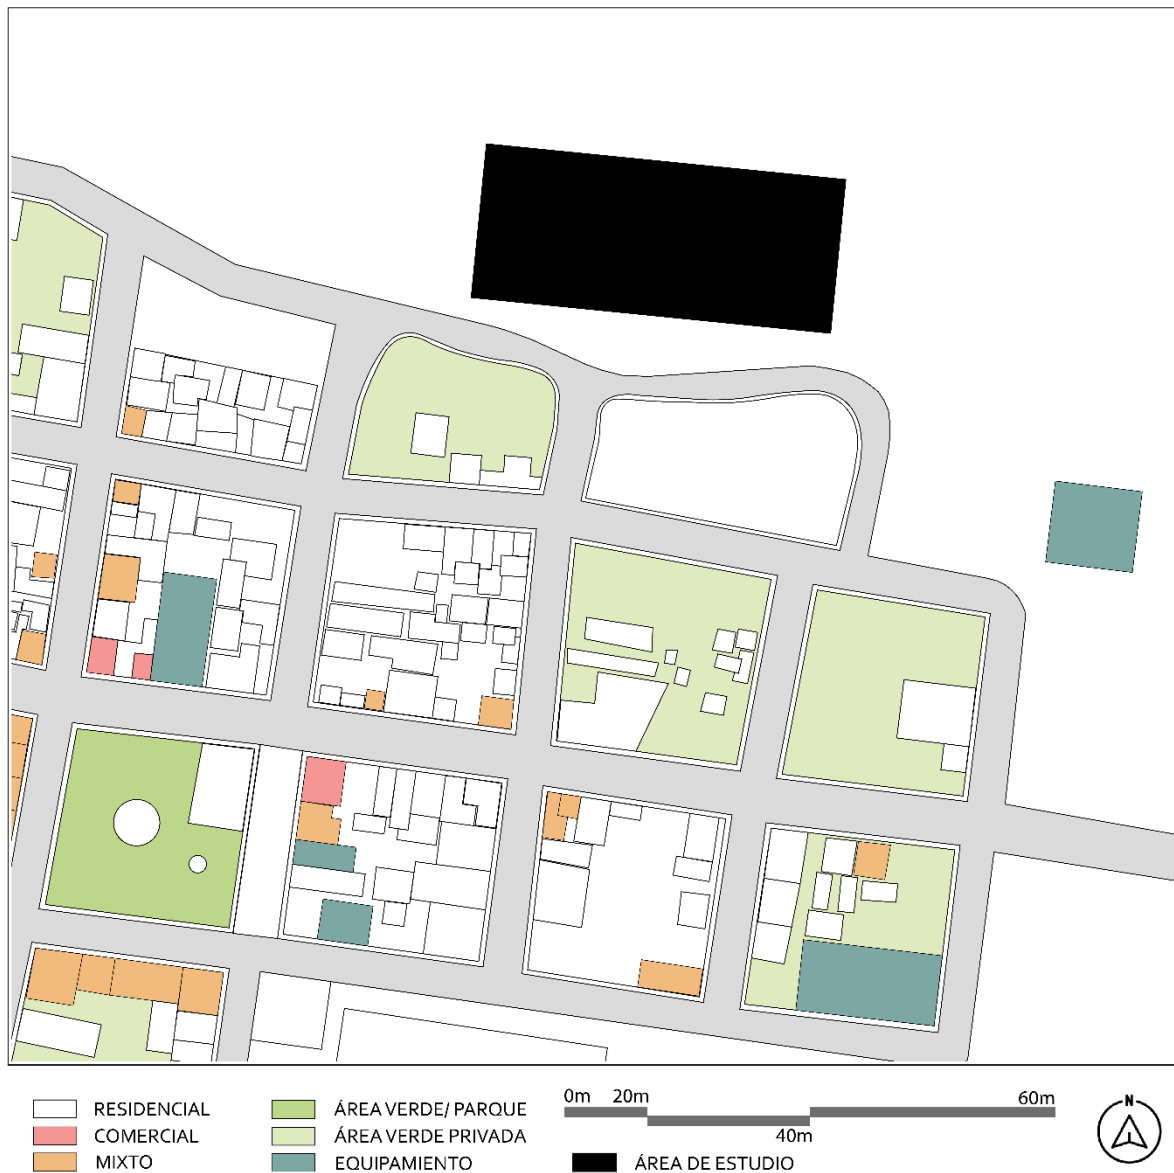 RESIDENCIAL
COMERCIAL
MIXTO
ÁREA VERDE/ PARQUE
ÁREA VERDE PRIVADA
EQUIPAMIENTO
0m 20m 60m
40m
ÁREA DE ESTUDIO
N